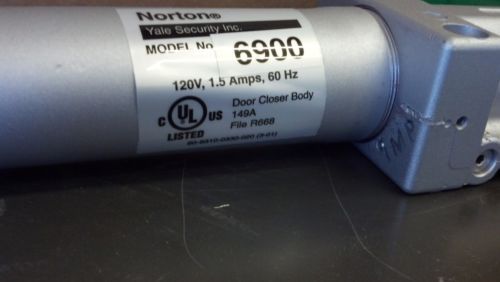 Norton®
Yale Security Inc.
MODEL No
6900
120V, 1.5 Amps, 60 Hz
C UL US
LISTED
Door Closer Body
149A
File R668